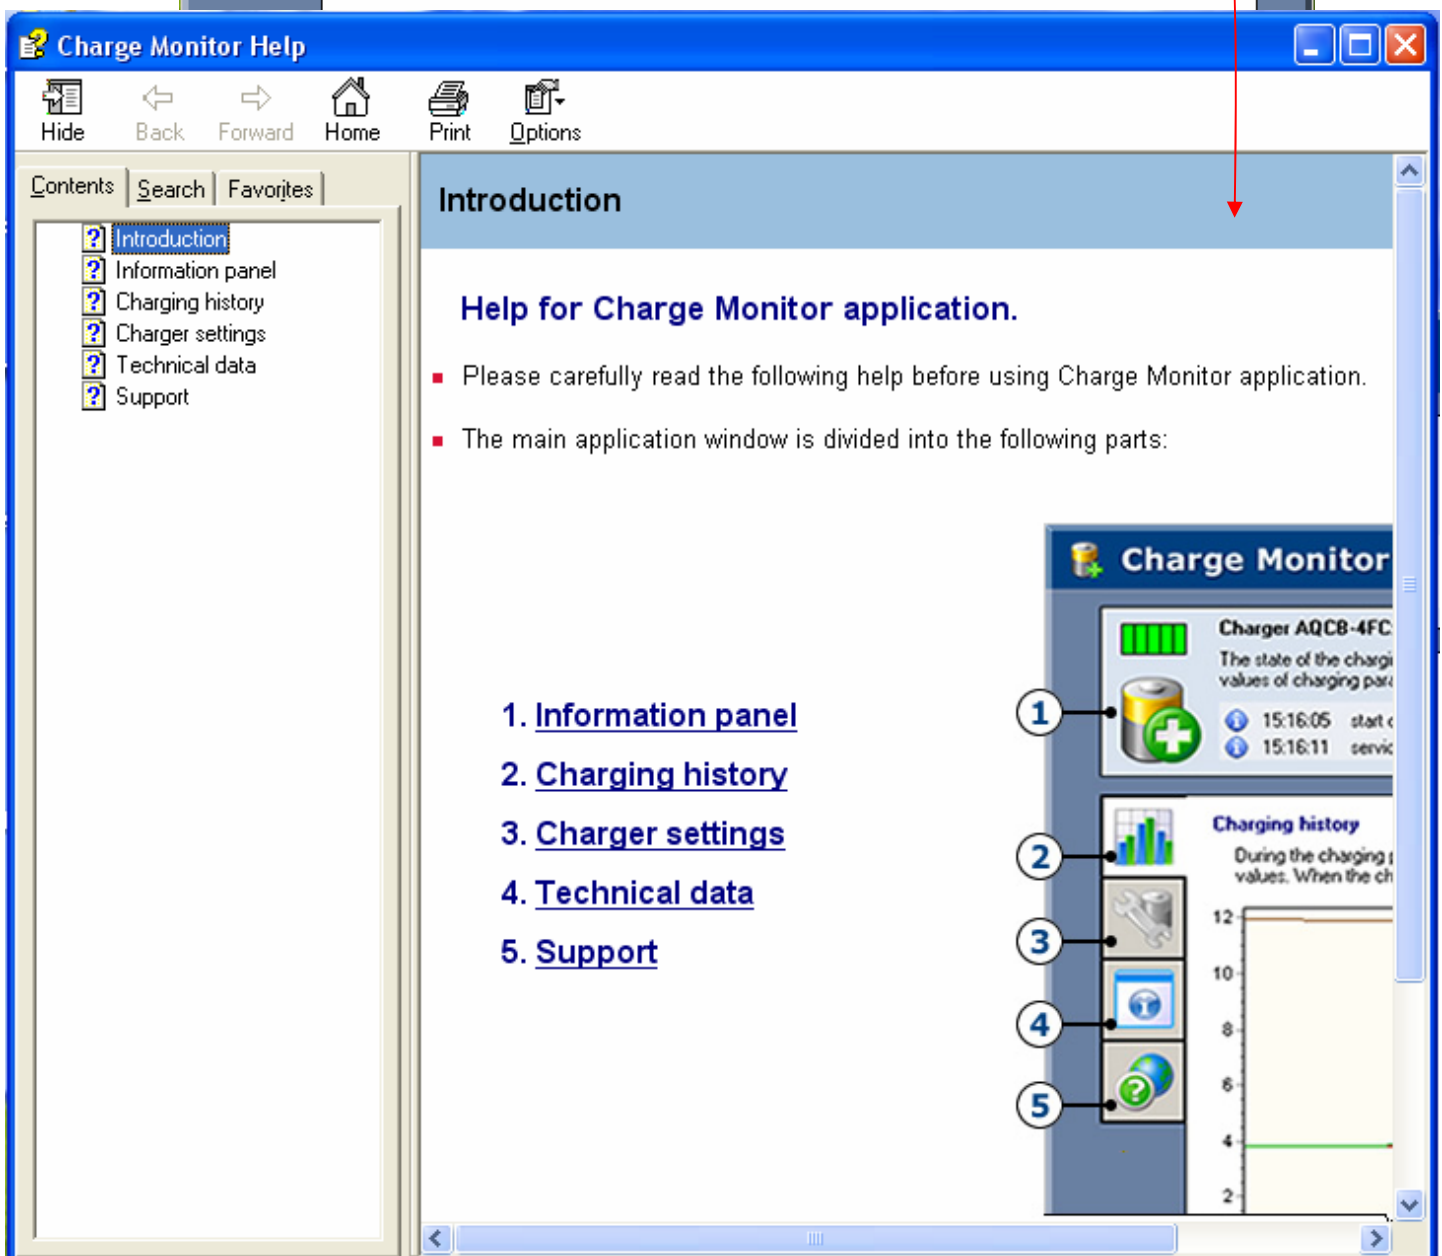 Charge Monitor Help
Hide Back Forward Home Print Options
Contents Search Favorites
Introduction
Information panel
Charging history
Charger settings
Technical data
Support
Introduction
Help for Charge Monitor application.
Please carefully read the following help before using Charge Monitor application.
The main application window is divided into the following parts:
1. Information panel
2. Charging history
3. Charger settings
4. Technical data
5. Support
Charge Monitor
Charger AQC8-4FC
The state of the chargi
values of charging par
1
15:16:05 start
15:16:11 servic
2
Charging history
During the charging
values. When the ch
3
4
5
12
10
8
6
4
2